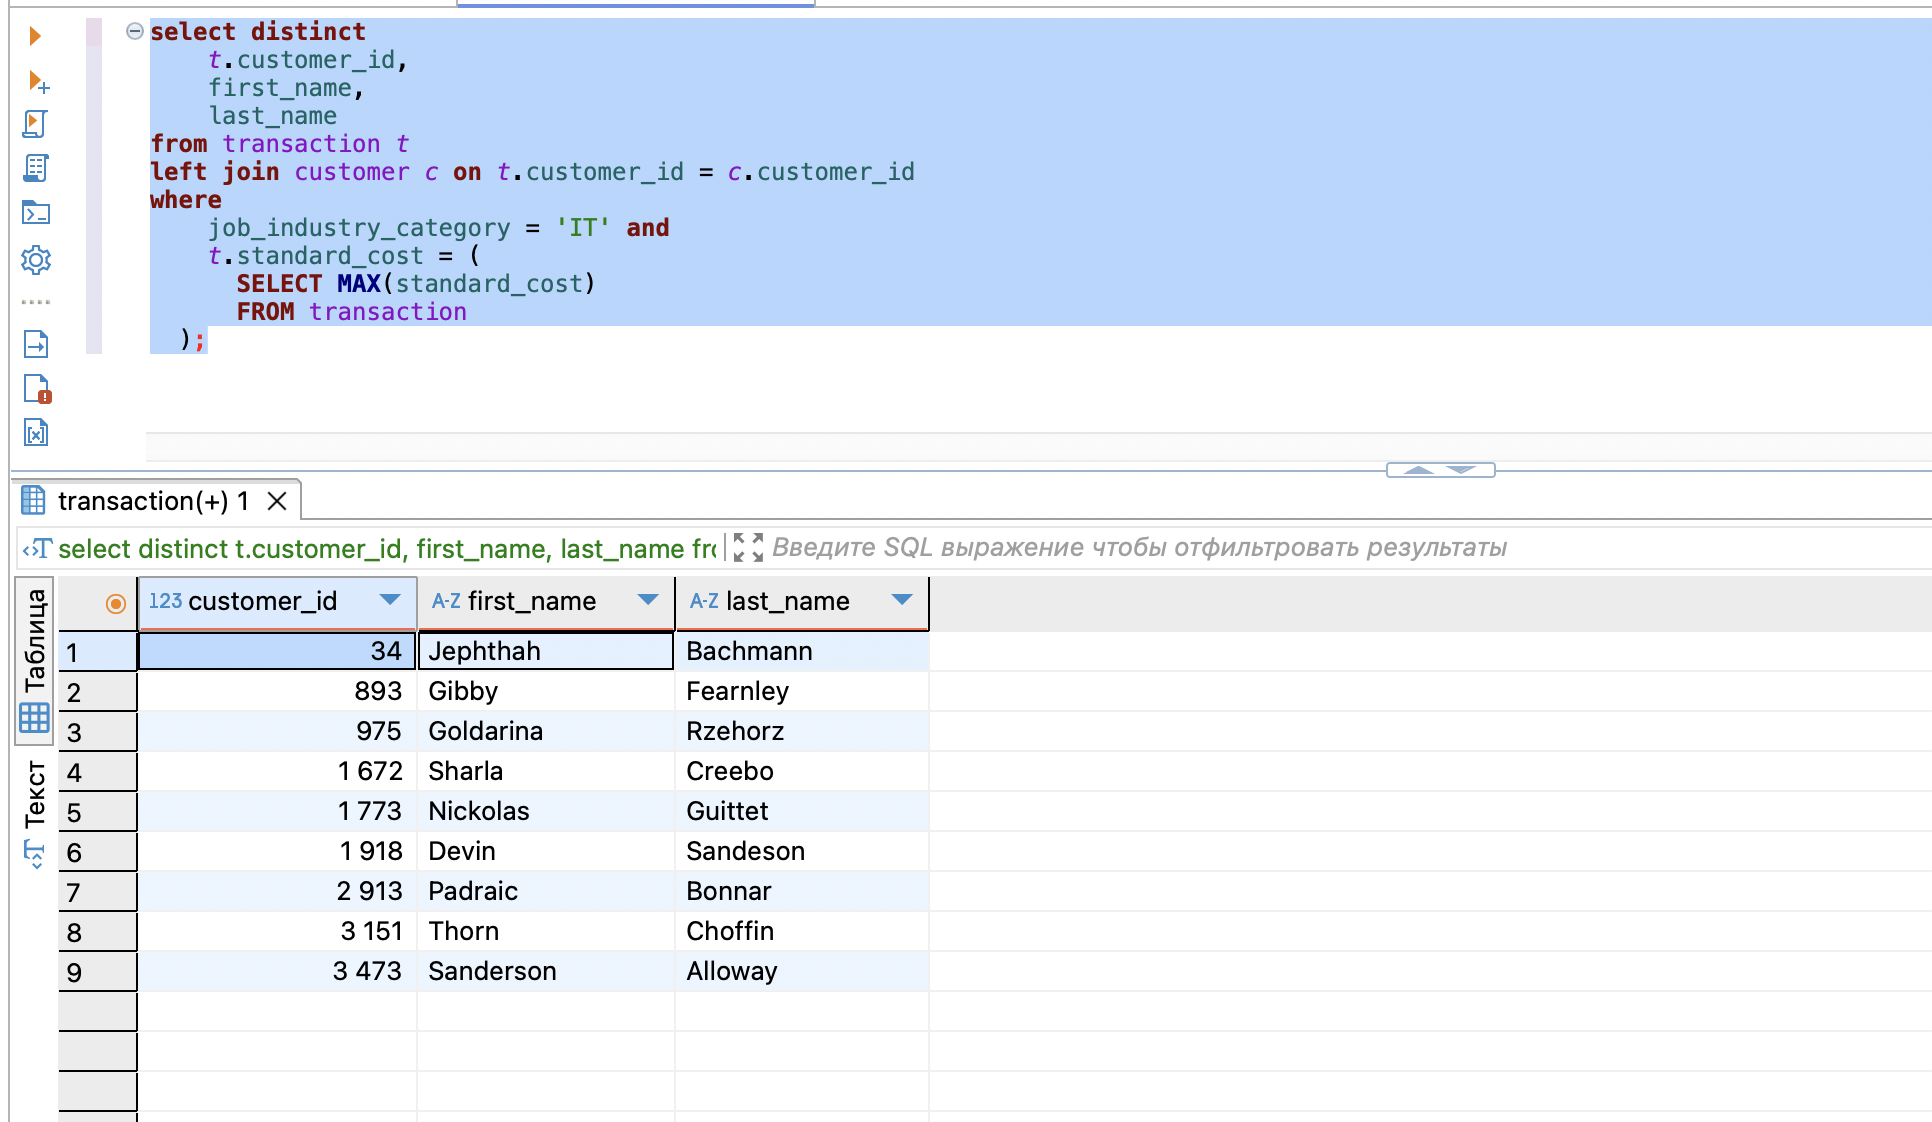 select distinct
t.customer_id,
first_name,
last_name
from transaction t
left join customer c on t.customer_id = c.customer_id
where
job_industry_category = 'IT' and
t.standard_cost = (
SELECT MAX(standard_cost)
FROM transaction
);
transaction(+) 1
select distinct t.customer_id, first_name, last_name Введите SQL выражение чтобы отфильтровать результаты
Таблица
Текст
123 customer_id A-Z first_name A-Z last_name
1 34 Jephthah Bachmann
2 893 Gibby Fearnley
3 975 Goldarina Rzehorz
4 1 672 Sharla Creebo
5 1 773 Nickolas Guittet
6 1 918 Devin Sandeson
7 2 913 Padraic Bonnar
8 3 151 Thorn Choffin
9 3 473 Sanderson Alloway